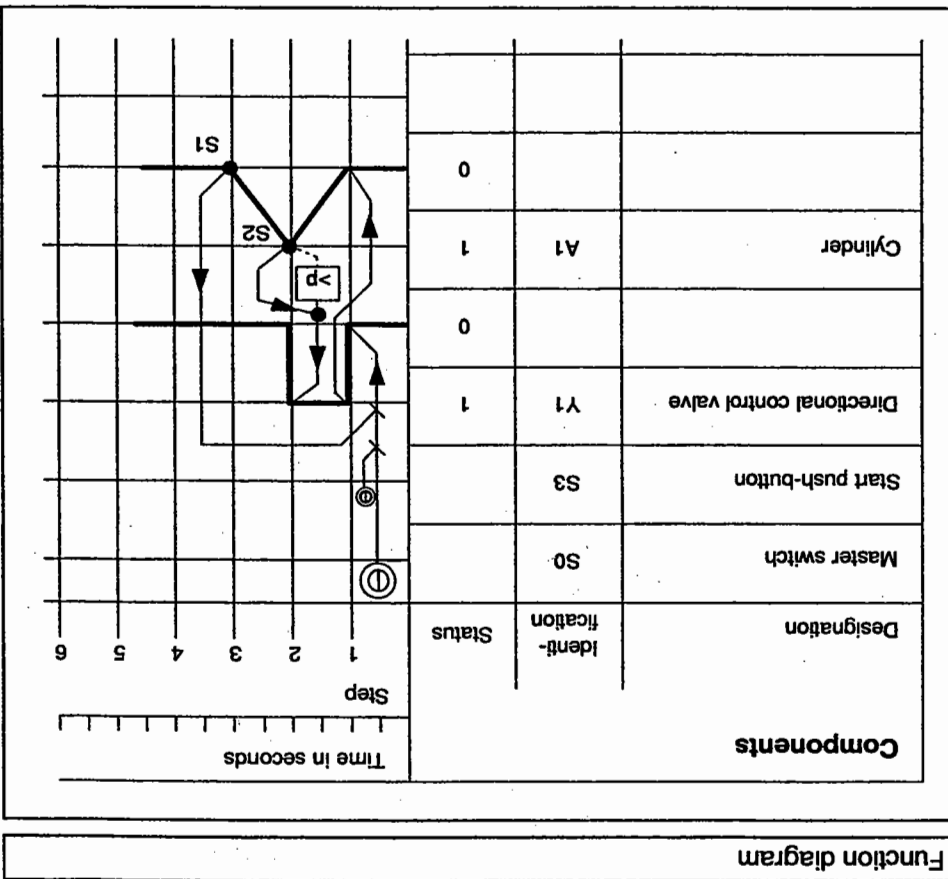 Function diagram
Components
Time in seconds
Step
Designation
Identi-
fication
Status
1 2 3 4 5 6
Master switch S0
Start push-button S3
Directional control valve Y1 1
0
p<
Cylinder A1 1
S2
0
S1